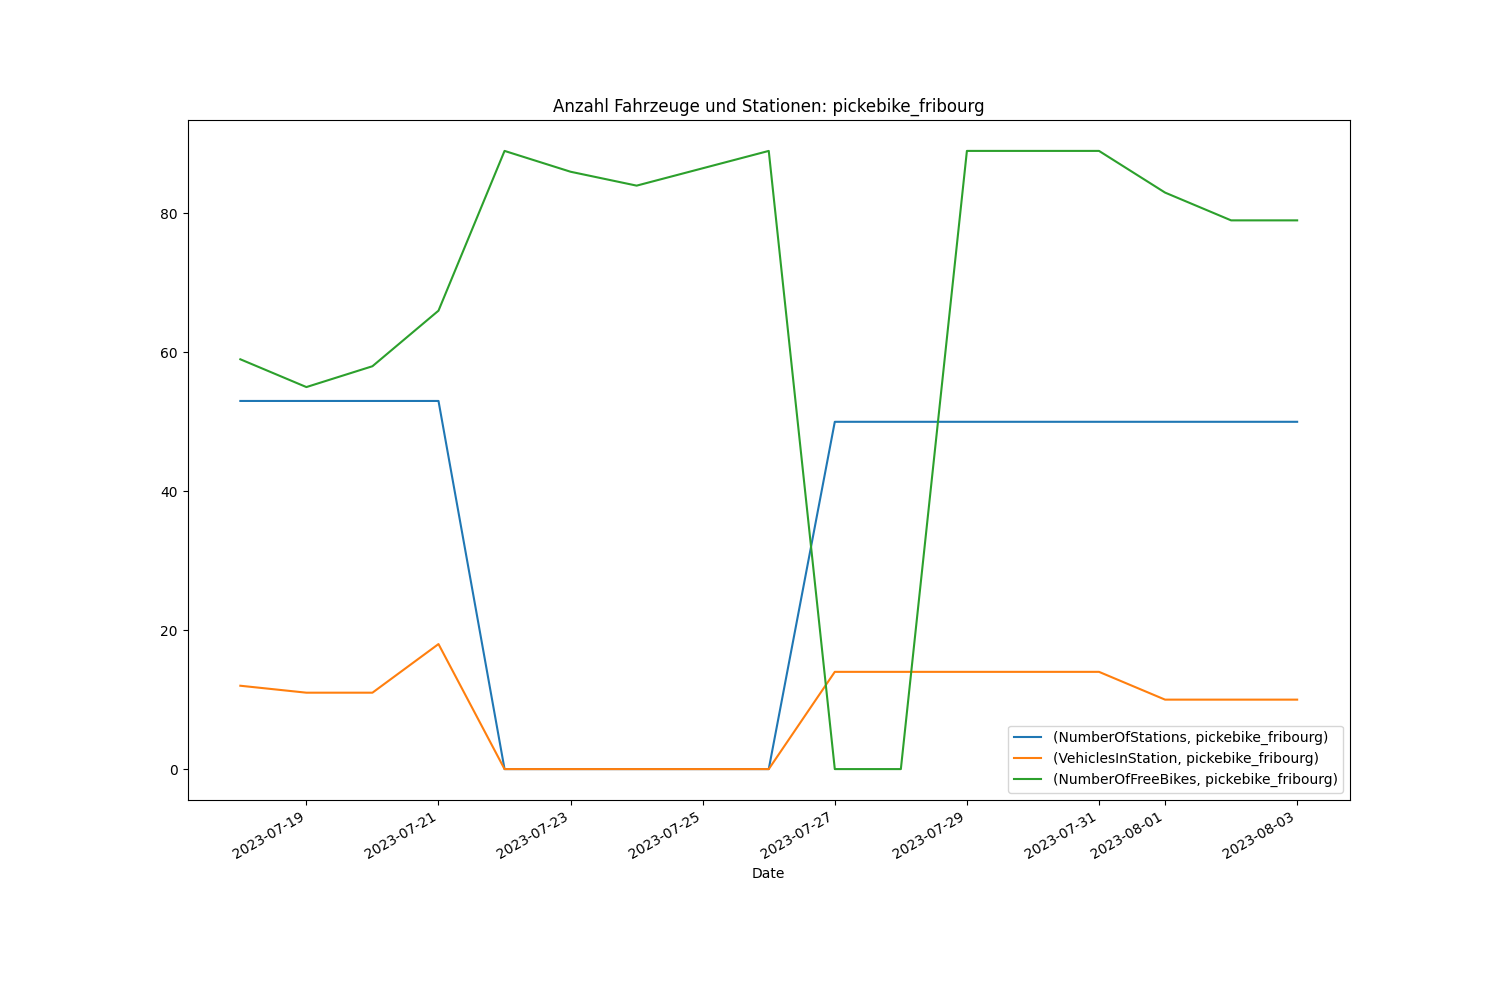 Anzahl Fahrzeuge und Stationen: pickebike_fribourg
80
60
40
20
0
(NumberOfStations, pickebike_fribourg)
(VehiclesInStation, pickebike_fribourg)
(NumberOfFreeBikes, pickebike_fribourg)
2023-07-19
2023-07-21
2023-07-23
2023-07-25
2023-07-27
2023-07-29
2023-07-31
2023-08-01
2023-08-03
Date